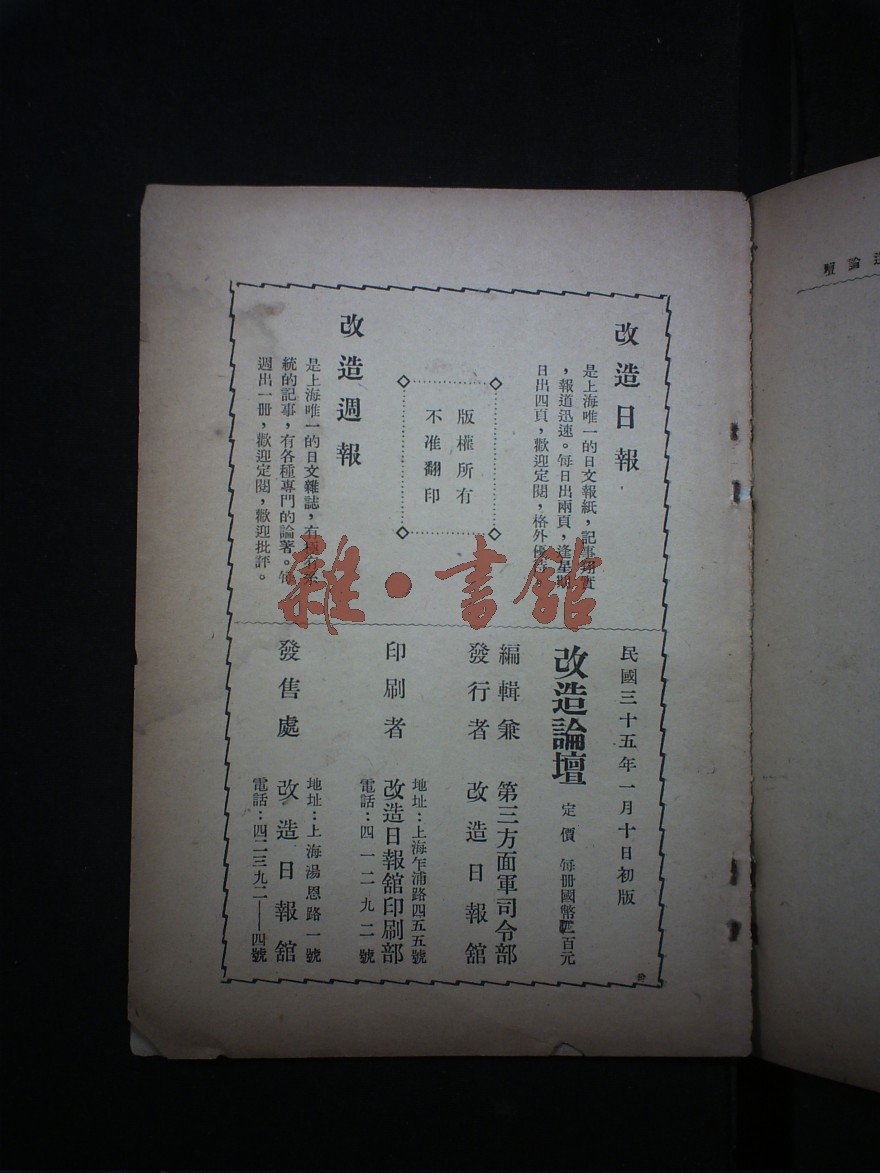 改造日報
是上海唯一的日文報紙，記事翔實
，報道迅速。每日出兩頁，逢星期
日出四頁，歡迎定閱，格外優待。
版權所有
不准翻印
改造週報
是上海唯一的日文雜誌，有極有系
統的記事，有各種專門的論著。每
週出一冊，歡迎定閱，歡迎批評。
民國三十五年一月十日初版
改造論壇
定價 每冊國幣百元
編輯兼
發行者
第三方面軍司令部
改造日報館
印刷者
地址：上海乍浦路四五五號
改造日報館印刷部
電話：四一二九二號
發售處
地址：上海湯恩路一號
改造日報館
電話：四二三九二——四號
論壇
雜·書館